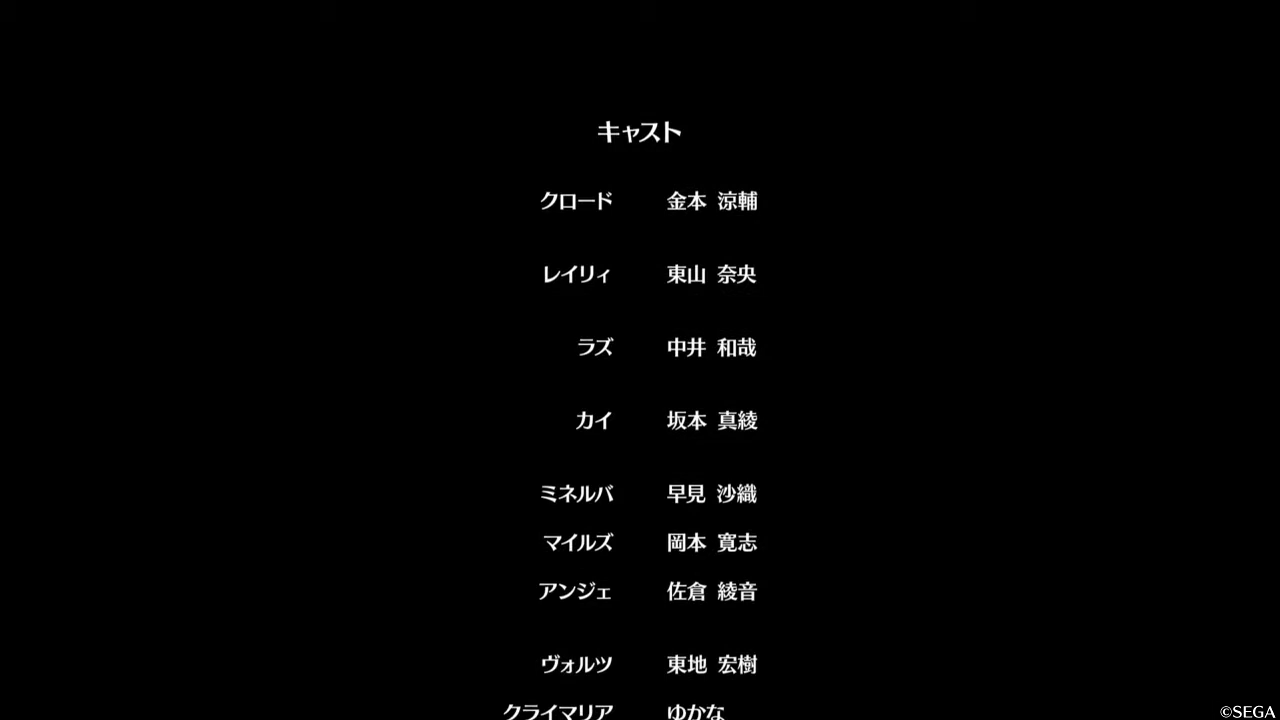 キャスト
クロード 金本 涼輔
レイリィ 東山 奈央
ラズ 中井 和哉
カイ 坂本 真綾
ミネルバ 早見 沙織
マイルズ 岡本 寛志
アンジェ 佐倉 綾音
ヴォルツ 東地 宏樹
クライマリア ゆかな
©SEGA